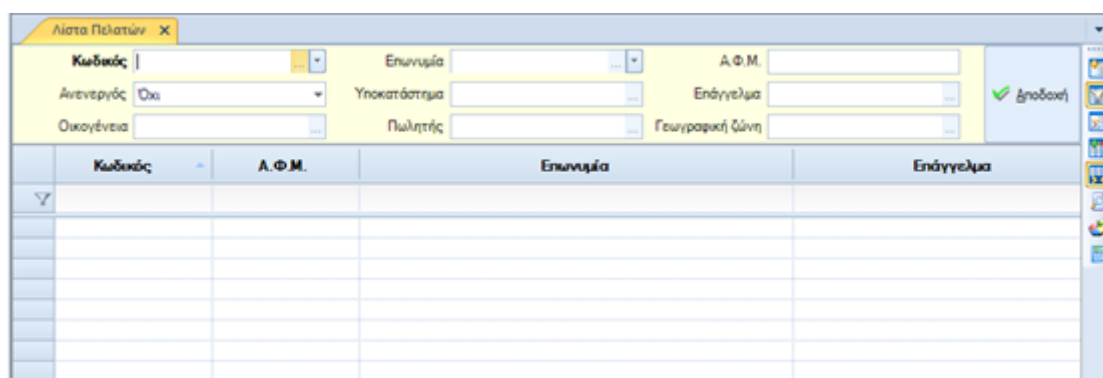 Λίστα Πελατών
Κωδικός Επωνυμία Α.Φ.Μ.
Ανενεργός Όχι Υποκατάστημα Επάγγελμα Αποδοχή
Οικογένεια Πωλητής Γεωγραφική ζώνη
Κωδικός Α.Φ.Μ. Επωνυμία Επάγγελμα